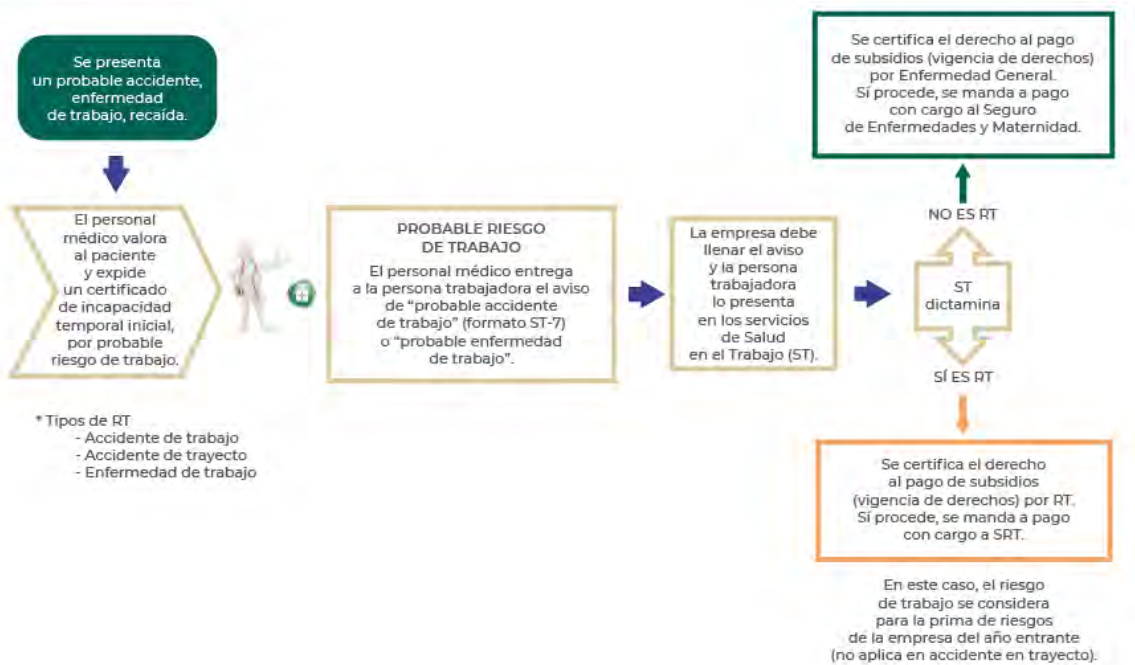 Se presenta
un probable accidente,
enfermedad
de trabajo, recaída.
El personal
médico valora
al paciente
y expide
un certificado
de incapacidad
temporal inicial,
por probable
riesgo de trabajo.
* Tipos de RT
- Accidente de trabajo
- Accidente de trayecto
- Enfermedad de trabajo
PROBABLE RIESGO
DE TRABAJO
El personal médico entrega
a la persona trabajadora el aviso
de “probable accidente
de trabajo” (formato ST-7)
o “probable enfermedad
de trabajo”.
La empresa debe
llenar el aviso
y la persona
trabajadora
lo presenta
en los servicios
de Salud
en el Trabajo (ST).
ST
dictamina
NO ES RT
Se certifica el derecho al pago
de subsidios (vigencia de derechos)
por Enfermedad General.
Sí procede, se manda a pago
con cargo al Seguro
de Enfermedades y Maternidad.
SÍ ES RT
Se certifica el derecho
al pago de subsidios
(vigencia de derechos) por RT.
Sí procede, se manda a pago
con cargo a SRT.
En este caso, el riesgo
de trabajo se considera
para la prima de riesgos
de la empresa del año entrante
(no aplica en accidente en trayecto).